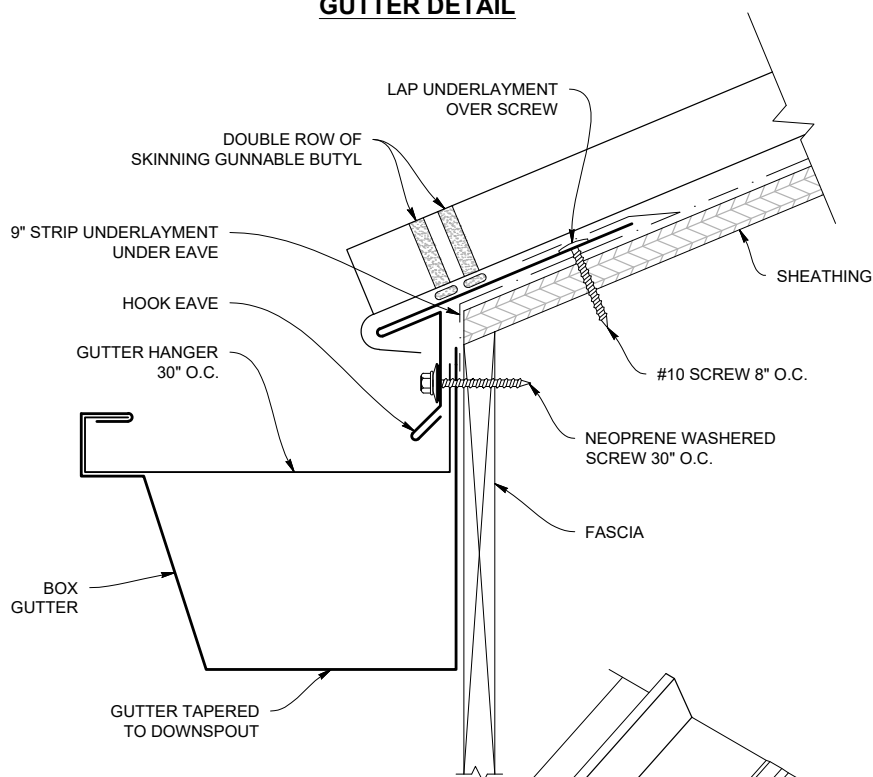 GUTTER DETAIL
LAP UNDERLAYMENT
OVER SCREW
DOUBLE ROW OF
SKINNING GUNNABLE BUTYL
9" STRIP UNDERLAYMENT
UNDER EAVE
SHEATHING
HOOK EAVE
GUTTER HANGER
30" O.C.
#10 SCREW 8" O.C.
NEOPRENE WASHERED
SCREW 30" O.C.
FASCIA
BOX
GUTTER
GUTTER TAPERED
TO DOWNSPOUT